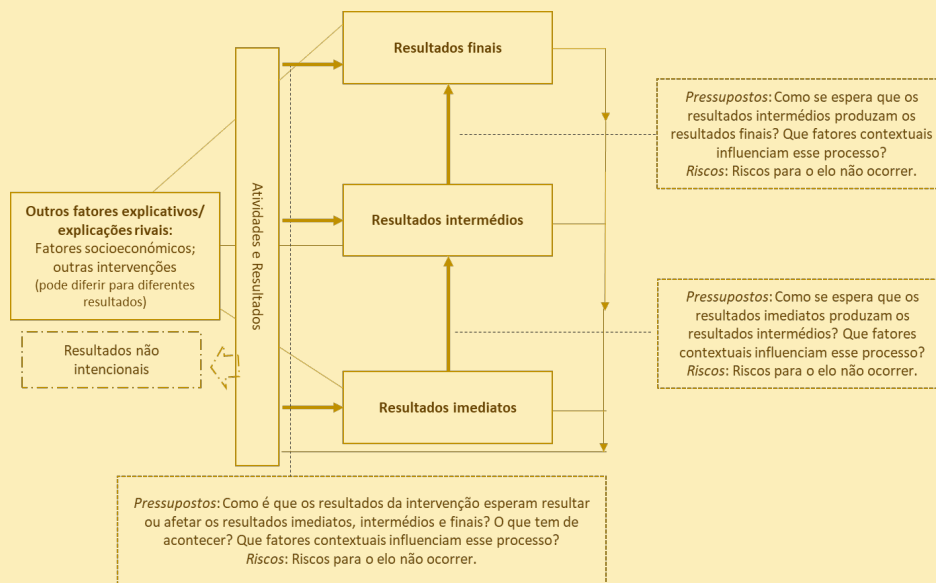 Resultados finais
Pressupostos: Como se espera que os
resultados intermédios produzam os
resultados finais? Que fatores contextuais
influenciam esse processo?
Riscos: Riscos para o elo não ocorrer.
Atividades e Resultados
Outros fatores explicativos/
explicações rivais:
Fatores socioeconómicos;
outras intervenções
(pode diferir para diferentes
resultados)
Resultados intermédios
Pressupostos: Como se espera que os
resultados imediatos produzam os
resultados intermédios? Que fatores
contextuais influenciam esse processo?
Riscos: Riscos para o elo não ocorrer.
Resultados não
intencionais
Resultados imediatos
Pressupostos: Como é que os resultados da intervenção esperam resultar
ou afetar os resultados imediatos, intermédios e finais? O que tem de
acontecer? Que fatores contextuais influenciam esse processo?
Riscos: Riscos para o elo não ocorrer.